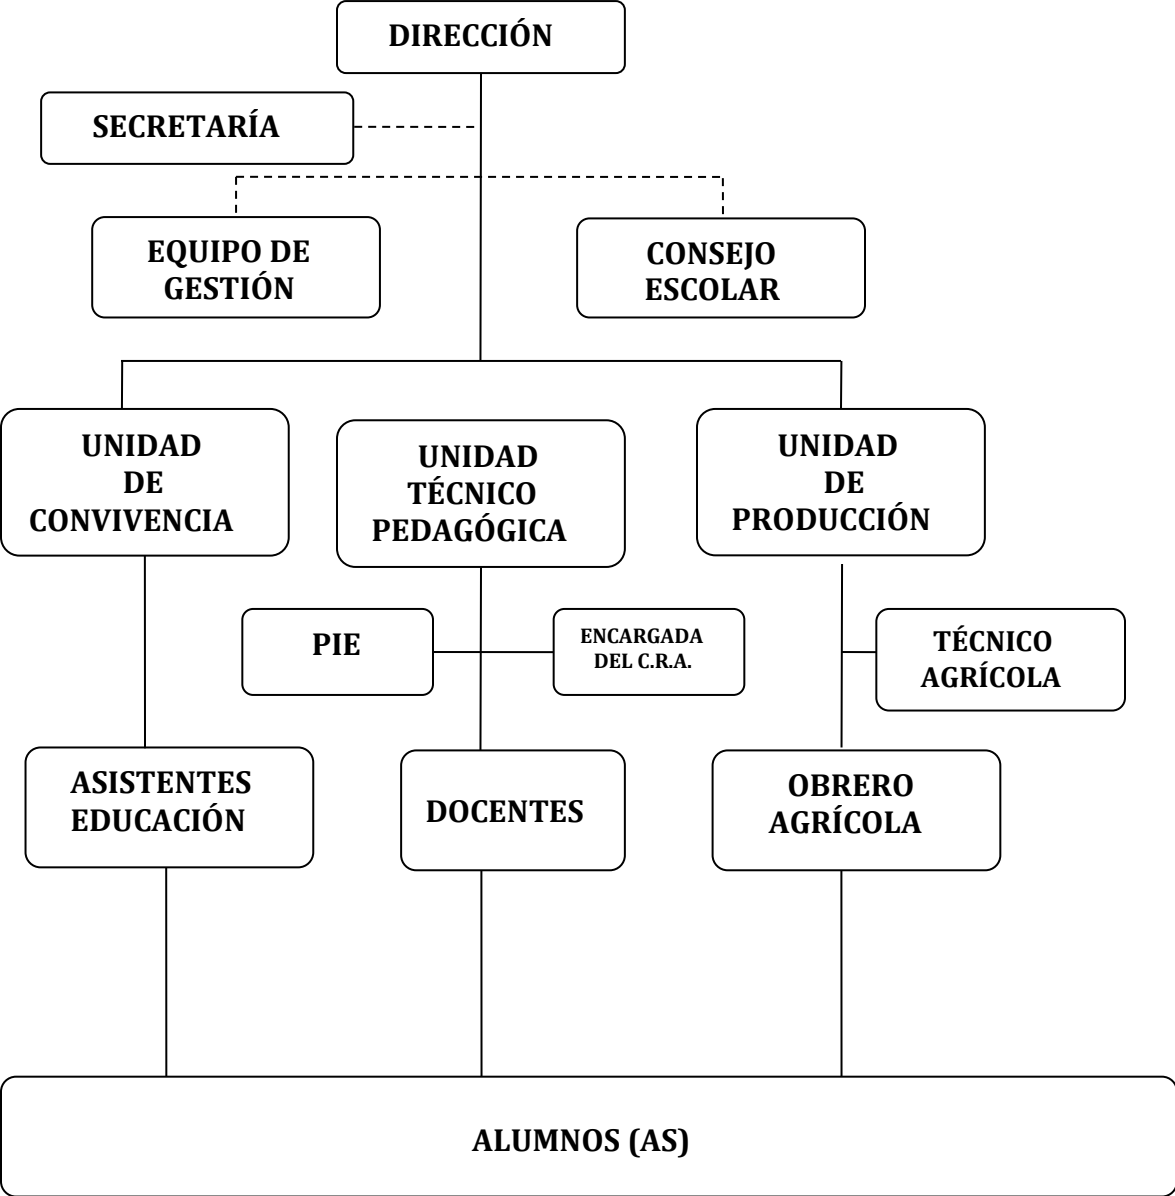 DIRECCIÓN
SECRETARÍA
EQUIPO DE
GESTIÓN
CONSEJO
ESCOLAR
UNIDAD
DE
CONVIVENCIA
UNIDAD
TÉCNICO
PEDAGÓGICA
UNIDAD
DE
PRODUCCIÓN
PIE
ENCARGADA
DEL C.R.A.
TÉCNICO
AGRÍCOLA
ASISTENTES
EDUCACIÓN
DOCENTES
OBRERO
AGRÍCOLA
ALUMNOS (AS)